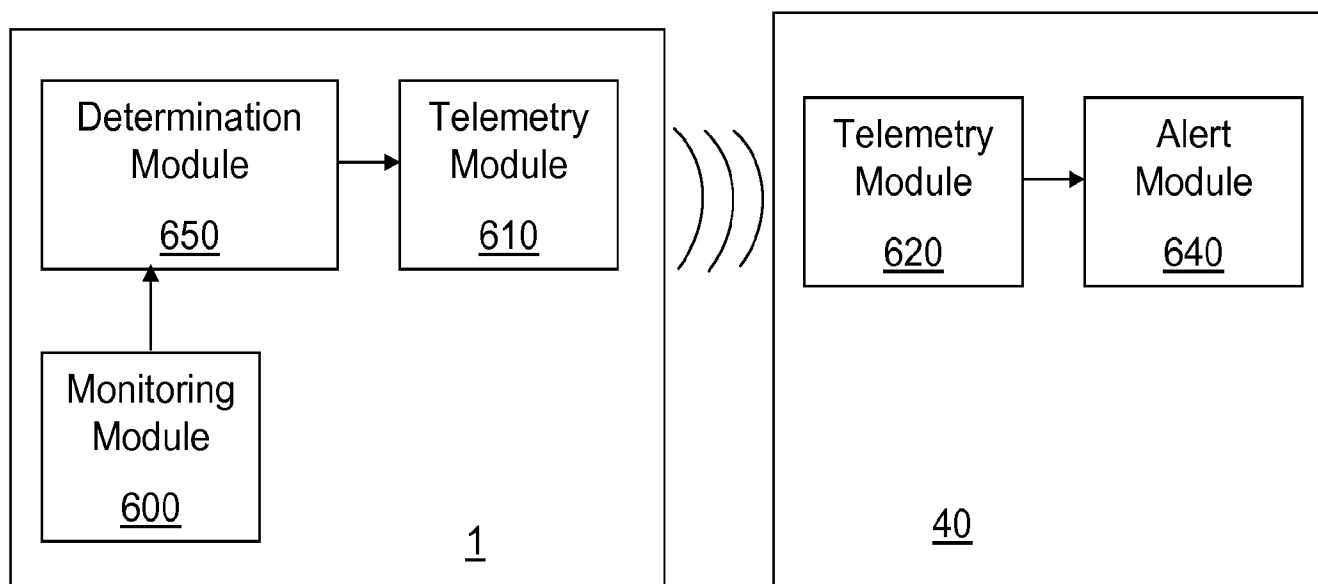 Determination
Module
650
Telemetry
Module
610
Monitoring
Module
600
1
Telemetry
Module
620
Alert
Module
640
40